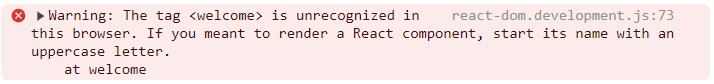 ▶Warning: The tag <welcome> is unrecognized in react-dom.development.js:73
this browser. If you meant to render a React component, start its name with an
uppercase letter.
    at welcome